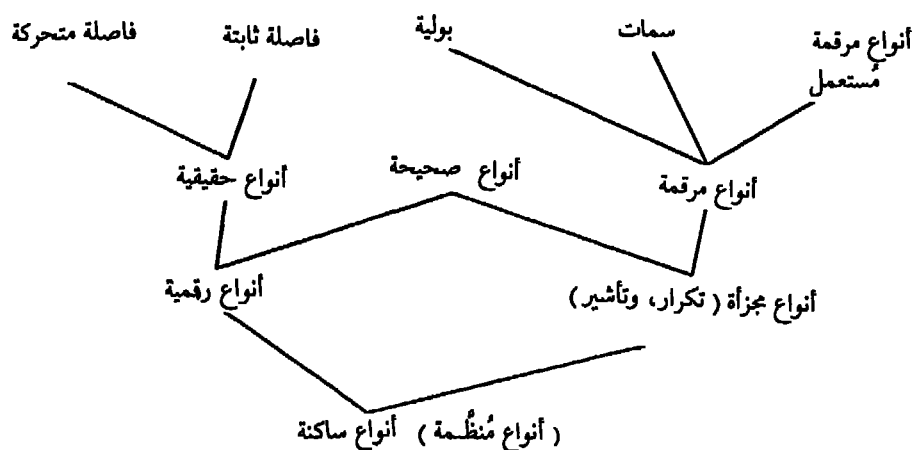 أنواع مرقمة
مُستعمل
سمات
بولية
فاصلة ثابتة
فاصلة متحركة
أنواع مرقمة
أنواع صحيحة
أنواع حقيقية
أنواع مجزأة ( تكرار، وتأشير )
أنواع رقمية
( أنواع مُنظَّمة ) أنواع ساكنة